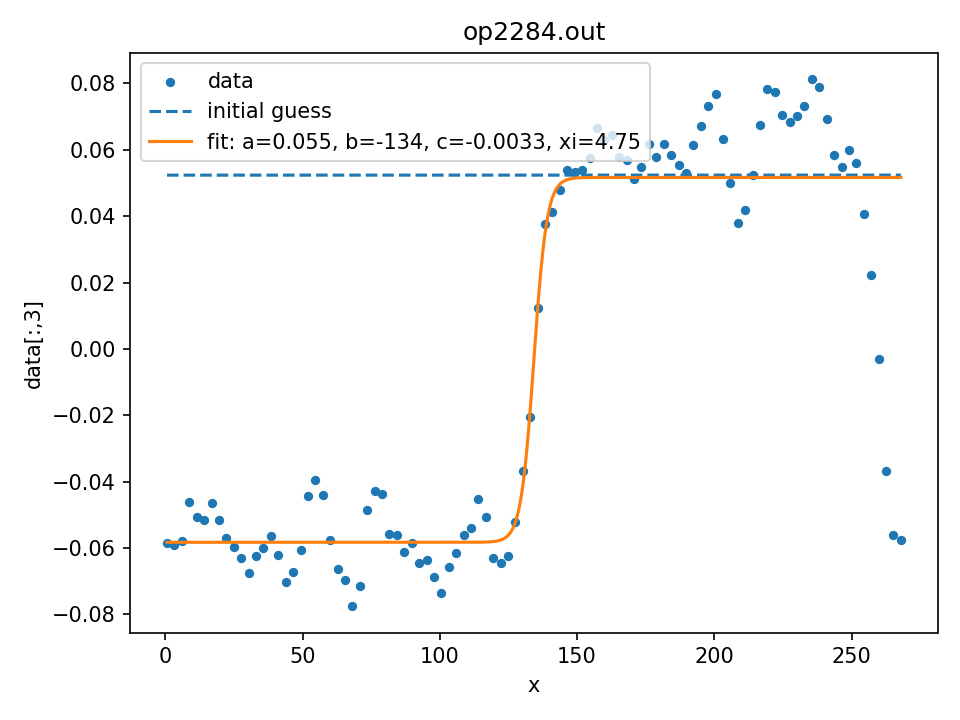 op2284.out
data
initial guess
fit: a=0.055, b=-134, c=-0.0033, xi=4.75
0.08
0.06
0.04
0.02
0.00
−0.02
−0.04
−0.06
−0.08
data[:,3]
0 50 100 150 200 250
x